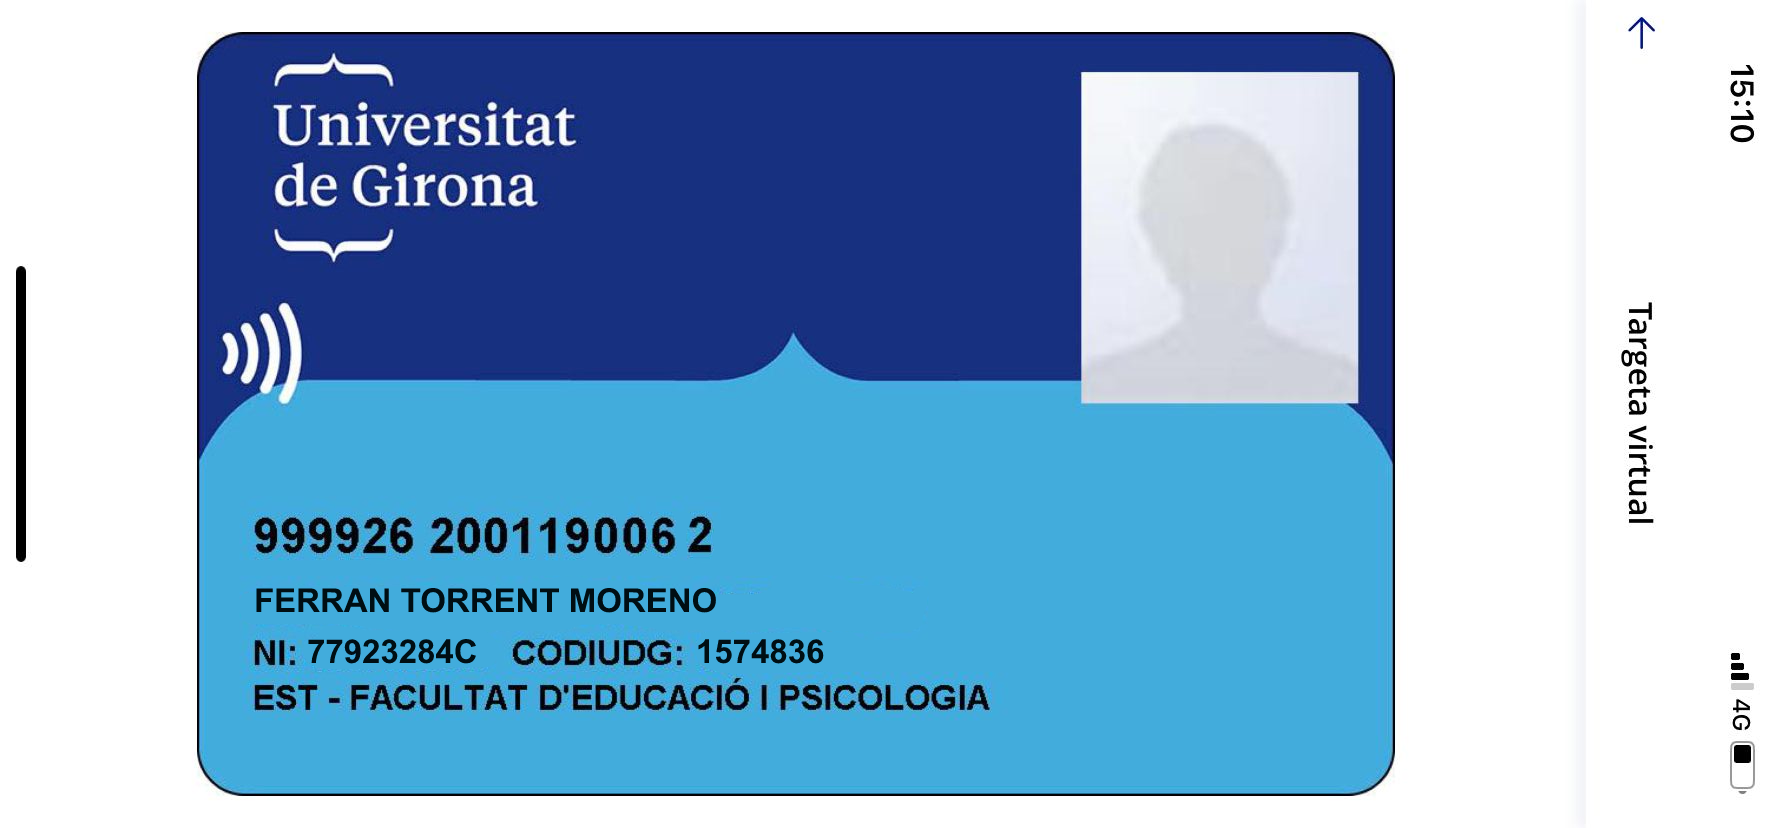 Universitat
de Girona
999926 200119006 2
FERRAN TORRENT MORENO
NI: 77923284C CODIUDG: 1574836
EST - FACULTAT D'EDUCACIÓ I PSICOLOGIA
Targeta virtual
15:10
4G